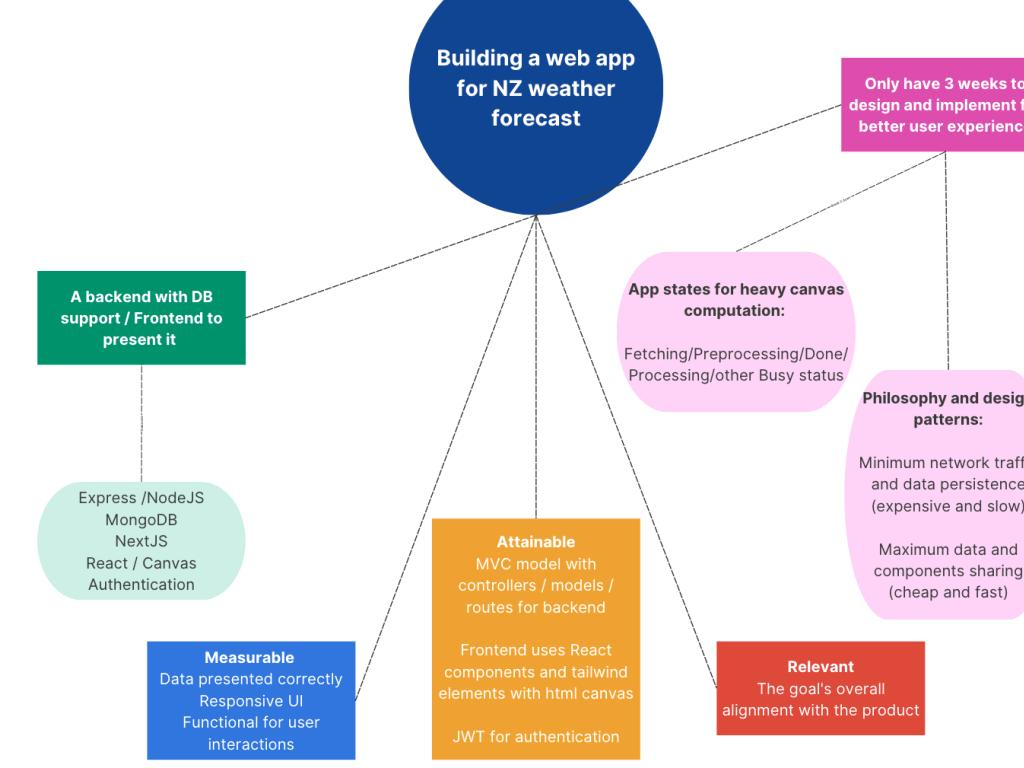 Building a web app
for NZ weather
forecast
Only have 3 weeks to
design and implement
better user
A backend with DB
support / Frontend to
present it
App states for heavy canvas
computation:
Fetching/Preprocessing/Done/
Processing/other Busy status
Philosophy and
patterns:
Minimum network
and data persistence
(expensive and slow)
Maximum data and
components sharing
(cheap and fast)
Express /NodeJS
MongoDB
NextJS
React / Canvas
Authentication
Attainable
MVC model with
controllers / models /
routes for backend
Frontend uses React
components and tailwind
elements with html canvas
JWT for authentication
Measurable
Data presented correctly
Responsive UI
Functional for user
interactions
Relevant
The goal's overall
alignment with the product